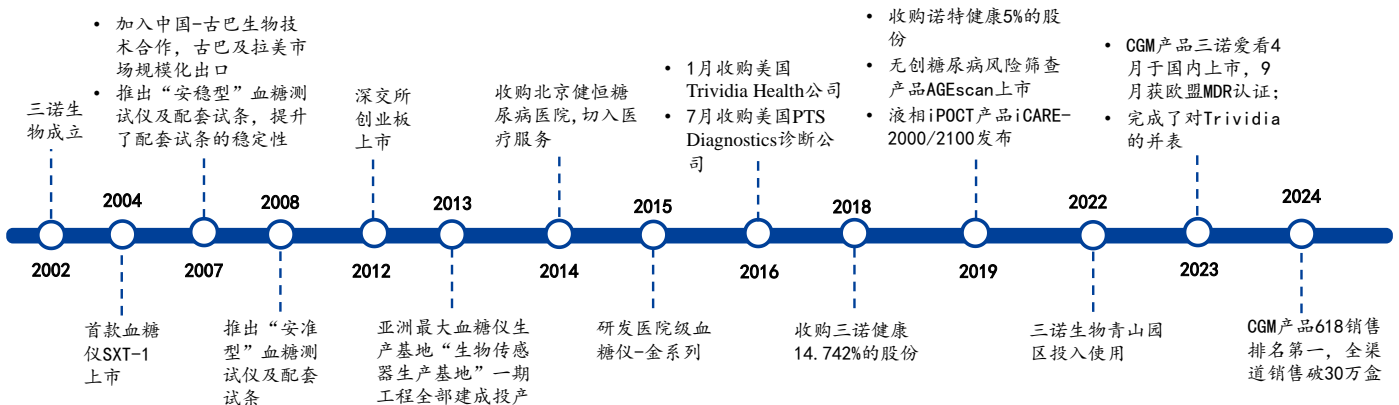 三诺生
物成立
2002
2004
首款血糖
仪SXT-1
上市
• 加入中国-古巴生物技
术合作，古巴及拉美市
场规模化出口
• 推出“安稳型”血糖测
试仪及配套试条，提升
了配套试条的稳定性
2007
2008
推出“安准
型”血糖测
试仪及配套
试条
深交所
创业板
上市
2012
2013
亚洲最大血糖仪生
产基地“生物传感
器生产基地”一期
工程全部建成投产
收购北京健恒糖
尿病医院,切入医
疗服务
2014
2015
研发医院级血
糖仪-金系列
• 1月收购美国
Trividia Health公司
• 7月收购美国PTS
Diagnostics诊断公
司
2016
2018
收购三诺健康
14.742%的股份
• 收购诺特健康5%的股
份
• 无创糖尿病风险筛查
产品AGEscan上市
• 液相iPOCT产品iCARE-
2000/2100发布
2019
2022
三诺生物青山园
区投入使用
• CGM产品三诺爱看4
月于国内上市，9
月获欧盟MDR认证；
• 完成了对Trividia
的并表
2023
2024
CGM产品618销售
排名第一，全渠
道销售破30万盒